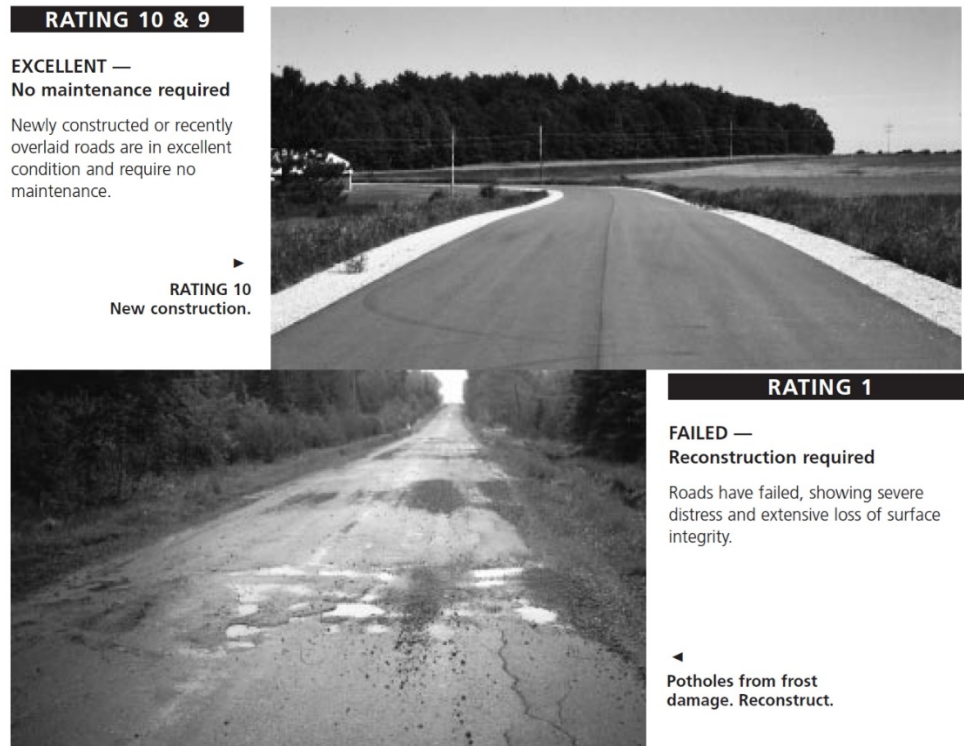 RATING 10 & 9
EXCELLENT —
No maintenance required
Newly constructed or recently
overlaid roads are in excellent
condition and require no
maintenance.
►
RATING 10
New construction.
RATING 1
FAILED —
Reconstruction required
Roads have failed, showing severe
distress and extensive loss of surface
integrity.
◄
Potholes from frost
damage. Reconstruct.